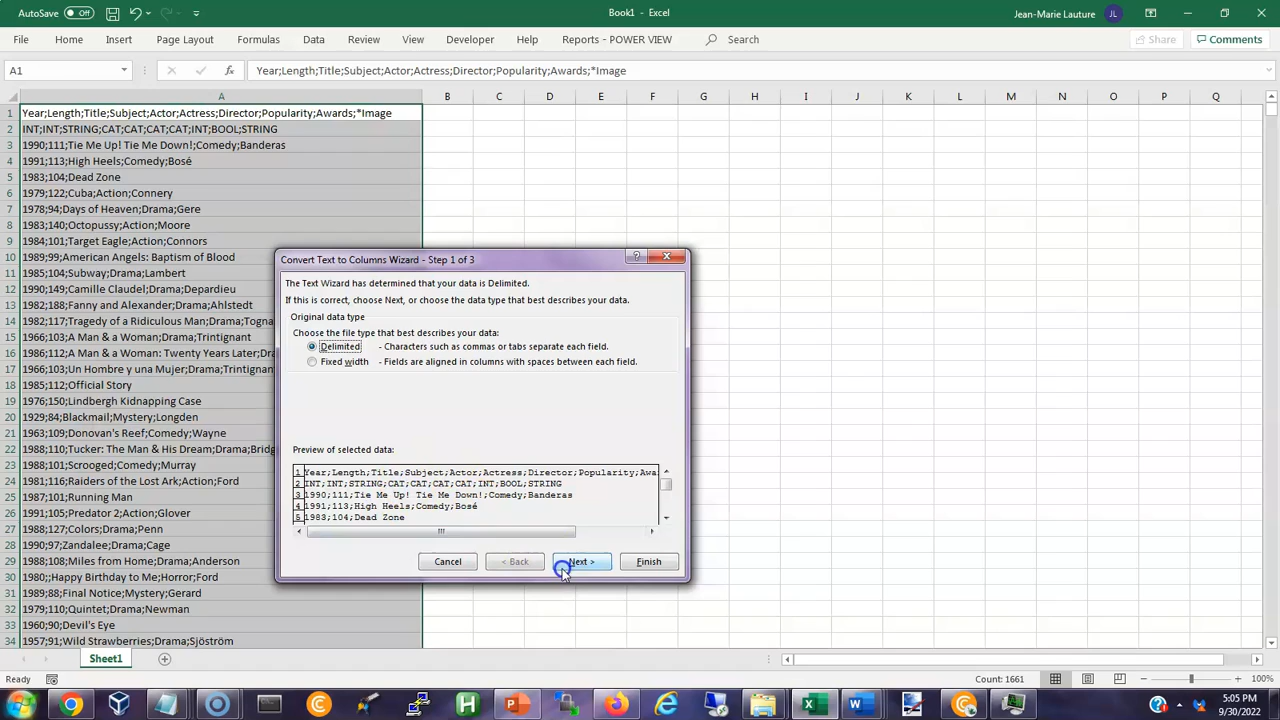 AutoSave Off
Book1 - Excel
Jean-Marie Lauture JL
File Home Insert Page Layout Formulas Data Review View Developer Help Reports - POWER VIEW Search Share Comments
A1 fx Year;Length;Title;Subject;Actor;Actress;Director;Popularity;Awards;*Image
A B C D E F G H I J K L M N O P Q
1 Year;Length;Title;Subject;Actor;Actress;Director;Popularity;Awards;*Image
2 INT;INT;STRING;CAT;CAT;CAT;CAT;INT;BOOL;STRING
3 1990;111;Tie Me Up! Tie Me Down!;Comedy;Banderas
4 1991;113;High Heels;Comedy;Bosé
5 1983;104;Dead Zone
6 1979;122;Cuba;Action;Connery
7 1978;94;Days of Heaven;Drama;Gere
8 1983;140;Octopussy;Action;Moore
9 1984;101;Target Eagle;Action;Connors
10 1989;99;American Angels: Baptism of Blood
11 1985;104;Subway;Drama;Lambert
12 1990;149;Camille Claudel;Drama;Depardieu
13 1982;188;Fanny and Alexander;Drama;Ahlstedt
14 1982;117;Tragedy of a Ridiculous Man;Drama;Togna
15 1966;103;A Man & a Woman;Drama;Trintignant
16 1986;112;A Man & a Woman: Twenty Years Later;Dra
17 1966;103;Un Hombre y una Mujer;Drama;Trintignant
18 1985;112;Official Story
19 1976;150;Lindbergh Kidnapping Case
20 1929;84;Blackmail;Mystery;Longden
21 1963;109;Donovan's Reef;Comedy;Wayne
22 1988;110;Tucker: The Man & His Dream;Drama;Bridg
23 1988;101;Scrooged;Comedy;Murray
24 1981;116;Raiders of the Lost Ark;Action;Ford
25 1987;101;Running Man
26 1991;105;Predator 2;Action;Glover
27 1988;127;Colors;Drama;Penn
28 1990;97;Zandalee;Drama;Cage
29 1988;108;Miles from Home;Drama;Anderson
30 1980;;Happy Birthday to Me;Horror;Ford
31 1989;88;Final Notice;Mystery;Gerard
32 1979;110;Quintet;Drama;Newman
33 1960;90;Devil's Eye
34 1957;91;Wild Strawberries;Drama;Sjöström
Convert Text to Columns Wizard - Step 1 of 3
The Text Wizard has determined that your data is Delimited.
If this is correct, choose Next, or choose the data type that best describes your data.
Original data type
Choose the file type that best describes your data:
Delimited - Characters such as commas or tabs separate each field.
Fixed width - Fields are aligned in columns with spaces between each field.
Preview of selected data:
1 Year;Length;Title;Subject;Actor;Actress;Director;Popularity;Awa
2 INT;INT;STRING;CAT;CAT;CAT;CAT;INT;BOOL;STRING
3 1990;111;Tie Me Up! Tie Me Down!;Comedy;Banderas
4 1991;113;High Heels;Comedy;Bosé
5 1983;104;Dead Zone
Cancel < Back Next > Finish
Sheet1
Ready Count: 1661 100%
5:05 PM
9/30/2022